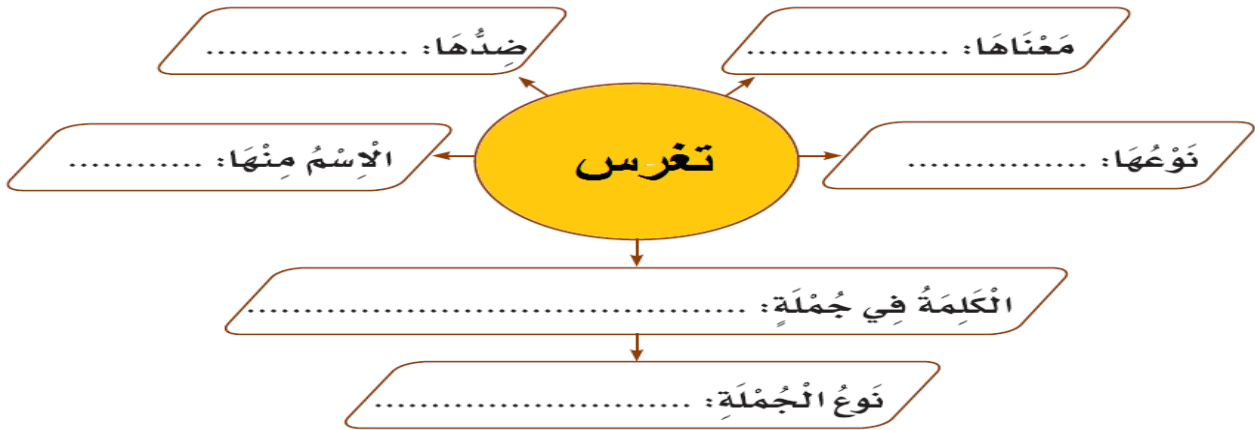 مَعْنَاهَا: ..................
ضِدُّهَا: ..................
نَوْعُهَا: ................
تغرس
الْاِسْمُ مِنْهَا: ............
الْكَلِمَةُ فِي جُمْلَةٍ: .............................................
نَوعُ الْجُمْلَةِ: .............................